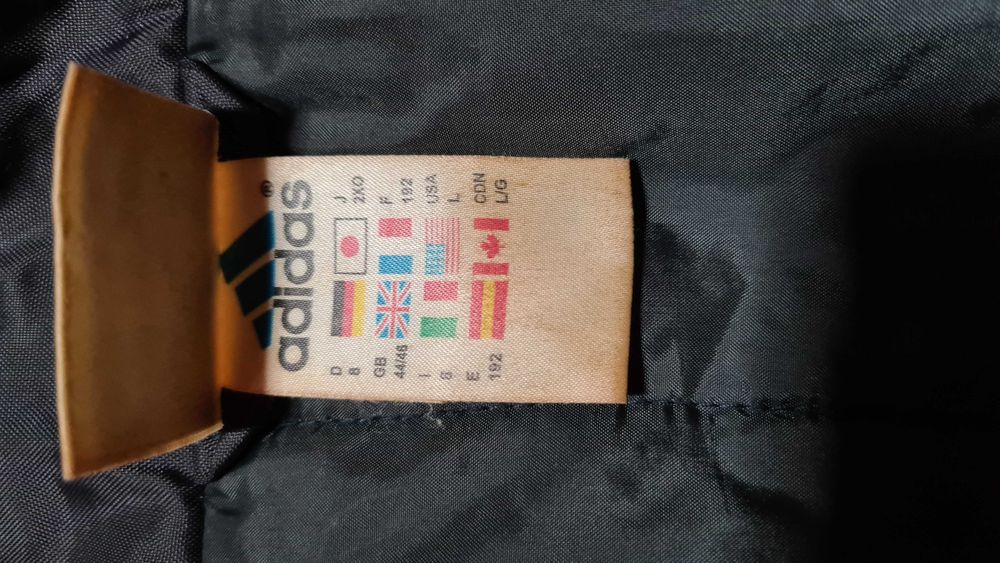 adidas®
D J
8 2XO
GB F
44/46 192
I USA
8 L
E CDN
192 L/G